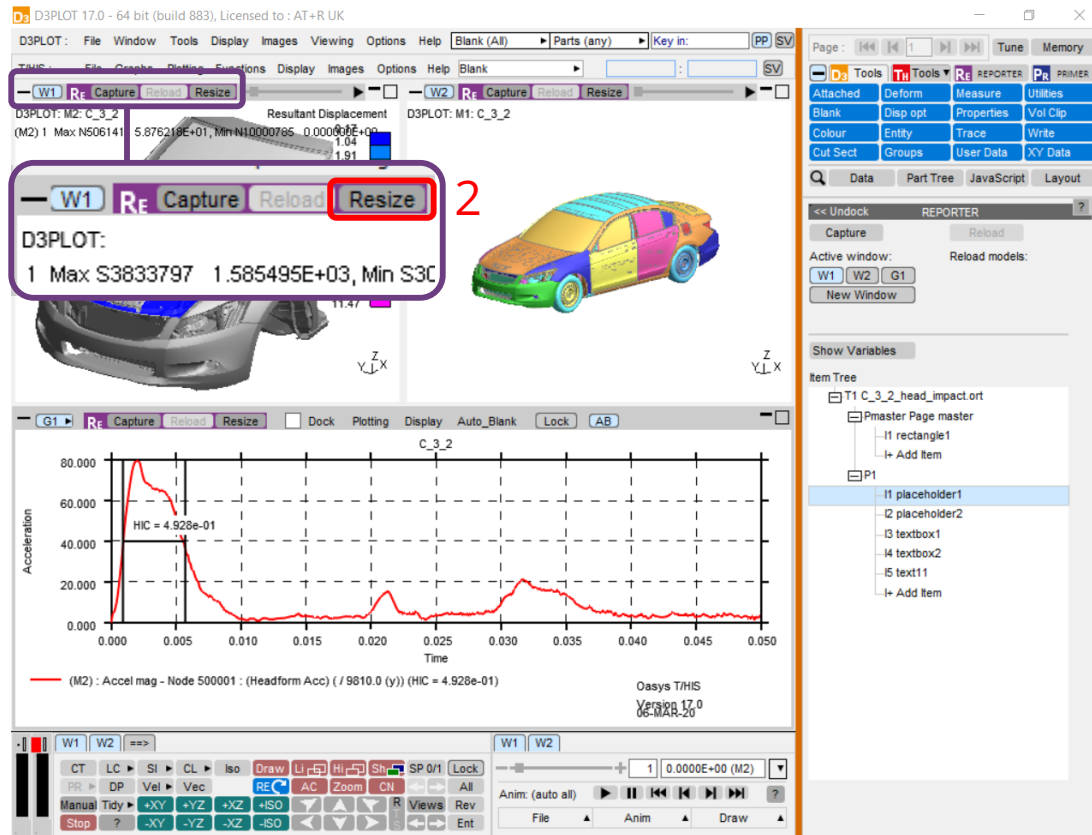 D3PLOT 17.0 - 64 bit (build 883), Licensed to : AT+R UK
D3PLOT : File Window Tools Display Images Viewing Options Help Blank (All) Parts (any) Key in: PP SV
T/HIS : File Graphs Plotting Functions Display Images Options Help Blank : SV
W1 RE Capture Reload Resize
D3PLOT: M2: C_3_2 Resultant Displacement
(M2) 1 Max N506141 5.876218E+01, Min N10000785 0.000000E+00
1.04
1.91
W1 RE Capture Reload Resize 2
D3PLOT:
1 Max S3833797 1.585495E+03, Min S30
11.47
Z
Y X
W2 RE Capture Reload Resize
D3PLOT: M1: C_3_2
Z
Y X
G1 RE Capture Reload Resize Dock Plotting Display Auto_Blank Lock AB
C_3_2
80.000
60.000
40.000
20.000
0.000
Acceleration
HIC = 4.928e-01
0.000 0.005 0.010 0.015 0.020 0.025 0.030 0.035 0.040 0.045 0.050
Time
(M2) : Accel mag - Node 500001 : (Headform Acc) ( / 9810.0 (y)) (HIC = 4.928e-01)
Oasys T/HIS
Version 17.0
06-MAR-20
W1 W2 ==>
CT LC SI CL Iso Draw Li Hi Sh SP 0/1 Lock
PR DP Vel Vec RE AC Zoom CN All
Manual Tidy +XY +YZ +XZ +ISO R Views Rev
Stop ? -XY -YZ -XZ -ISO T S Ent
W1 W2
1 0.0000E+00 (M2)
Anim: (auto all) ?
File Anim Draw
Page : 1 Tune Memory
D3 Tools TH Tools RE REPORTER PR PRIMER
Attached Deform Measure Utilities
Blank Disp opt Properties Vol Clip
Colour Entity Trace Write
Cut Sect Groups User Data XY Data
Data Part Tree JavaScript Layout
<< Undock REPORTER ?
Capture Reload
Active window: Reload models:
W1 W2 G1
New Window
Show Variables
Item Tree
T1 C_3_2_head_impact.ort
Pmaster Page master
I1 rectangle1
I+ Add Item
P1
I1 placeholder1
I2 placeholder2
I3 textbox1
I4 textbox2
I5 text11
I+ Add Item